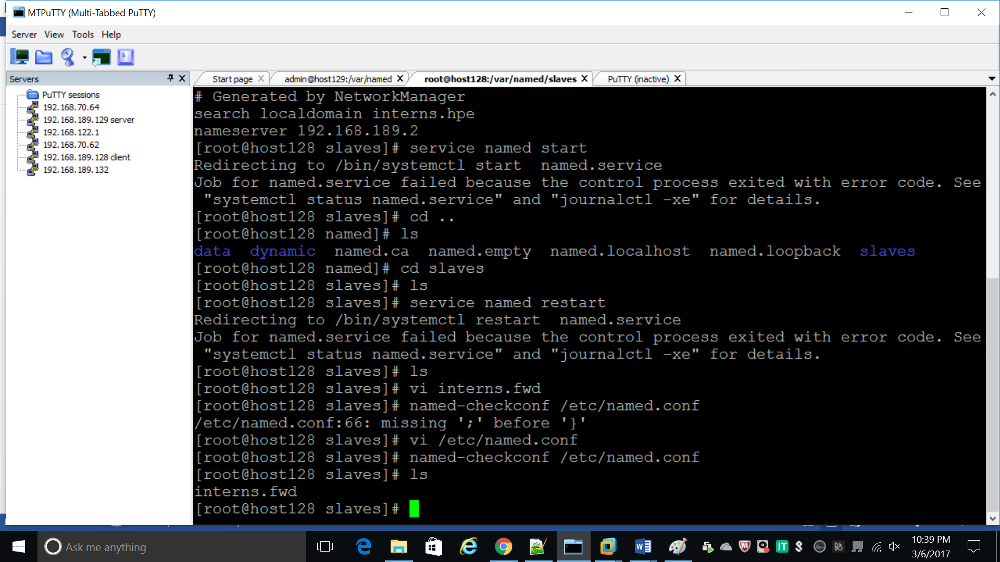 MTPuTTY (Multi-Tabbed PuTTY)
Server View Tools Help
Servers
PuTTY sessions
192.168.70.64
192.168.189.129 server
192.168.122.1
192.168.70.62
192.168.189.128 client
192.168.189.132
Start page admin@host129:/var/named root@host128:/var/named/slaves PuTTY (inactive)
# Generated by NetworkManager
search localdomain interns.hpe
nameserver 192.168.189.2
[root@host128 slaves]# service named start
Redirecting to /bin/systemctl start  named.service
Job for named.service failed because the control process exited with error code. See
 "systemctl status named.service" and "journalctl -xe" for details.
[root@host128 slaves]# cd ..
[root@host128 named]# ls
data  dynamic  named.ca  named.empty  named.localhost  named.loopback  slaves
[root@host128 named]# cd slaves
[root@host128 slaves]# ls
[root@host128 slaves]# service named restart
Redirecting to /bin/systemctl restart  named.service
Job for named.service failed because the control process exited with error code. See
 "systemctl status named.service" and "journalctl -xe" for details.
[root@host128 slaves]# ls
[root@host128 slaves]# vi interns.fwd
[root@host128 slaves]# named-checkconf /etc/named.conf
/etc/named.conf:66: missing ';' before '}'
[root@host128 slaves]# vi /etc/named.conf
[root@host128 slaves]# named-checkconf /etc/named.conf
[root@host128 slaves]# ls
interns.fwd
[root@host128 slaves]#
Ask me anything
10:39 PM
3/6/2017